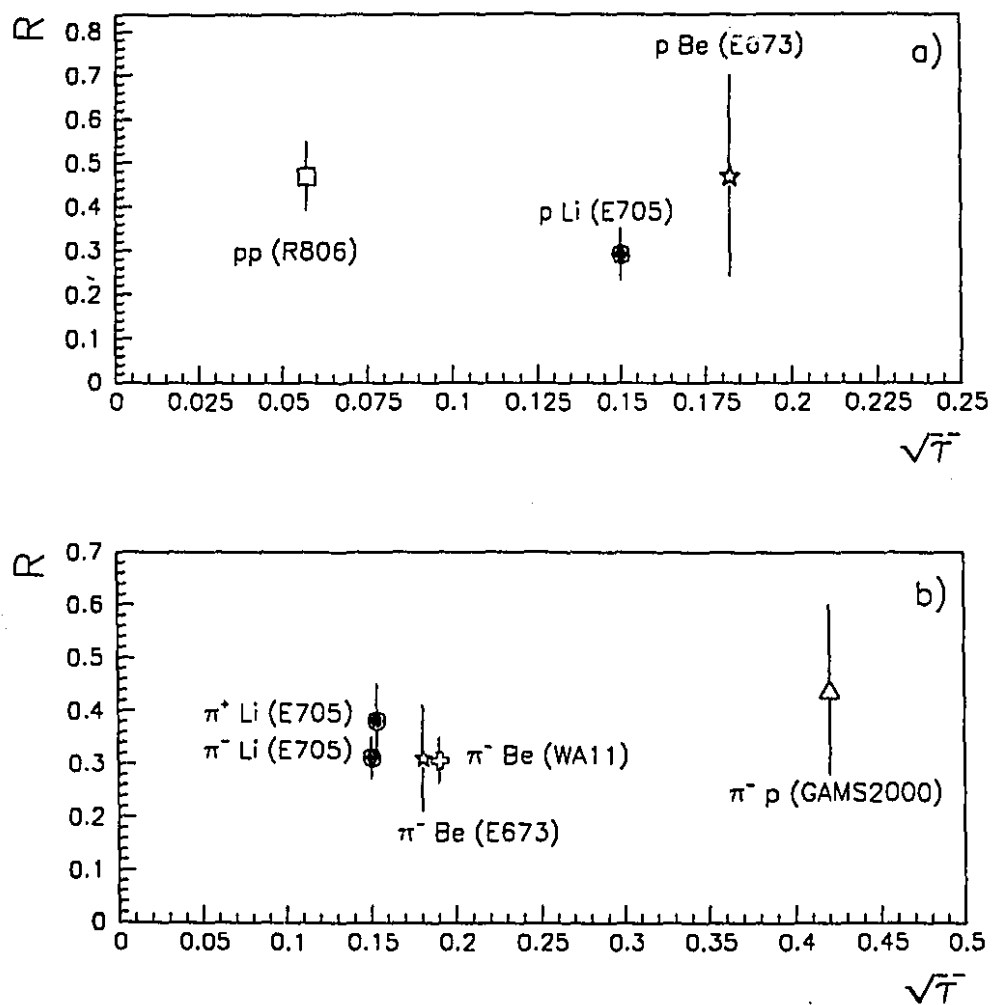 R
0.8
0.7
0.6
0.5
0.4
0.3
0.2
0.1
0
a)
p Be (E673)
p Li (E705)
pp (R806)
0 0.025 0.05 0.075 0.1 0.125 0.15 0.175 0.2 0.225 0.25
√τ
R
0.7
0.6
0.5
0.4
0.3
0.2
0.1
0
b)
π⁺ Li (E705)
π⁻ Li (E705)
π⁻ Be (WA11)
π⁻ p (GAMS2000)
π⁻ Be (E673)
0 0.05 0.1 0.15 0.2 0.25 0.3 0.35 0.4 0.45 0.5
√τ